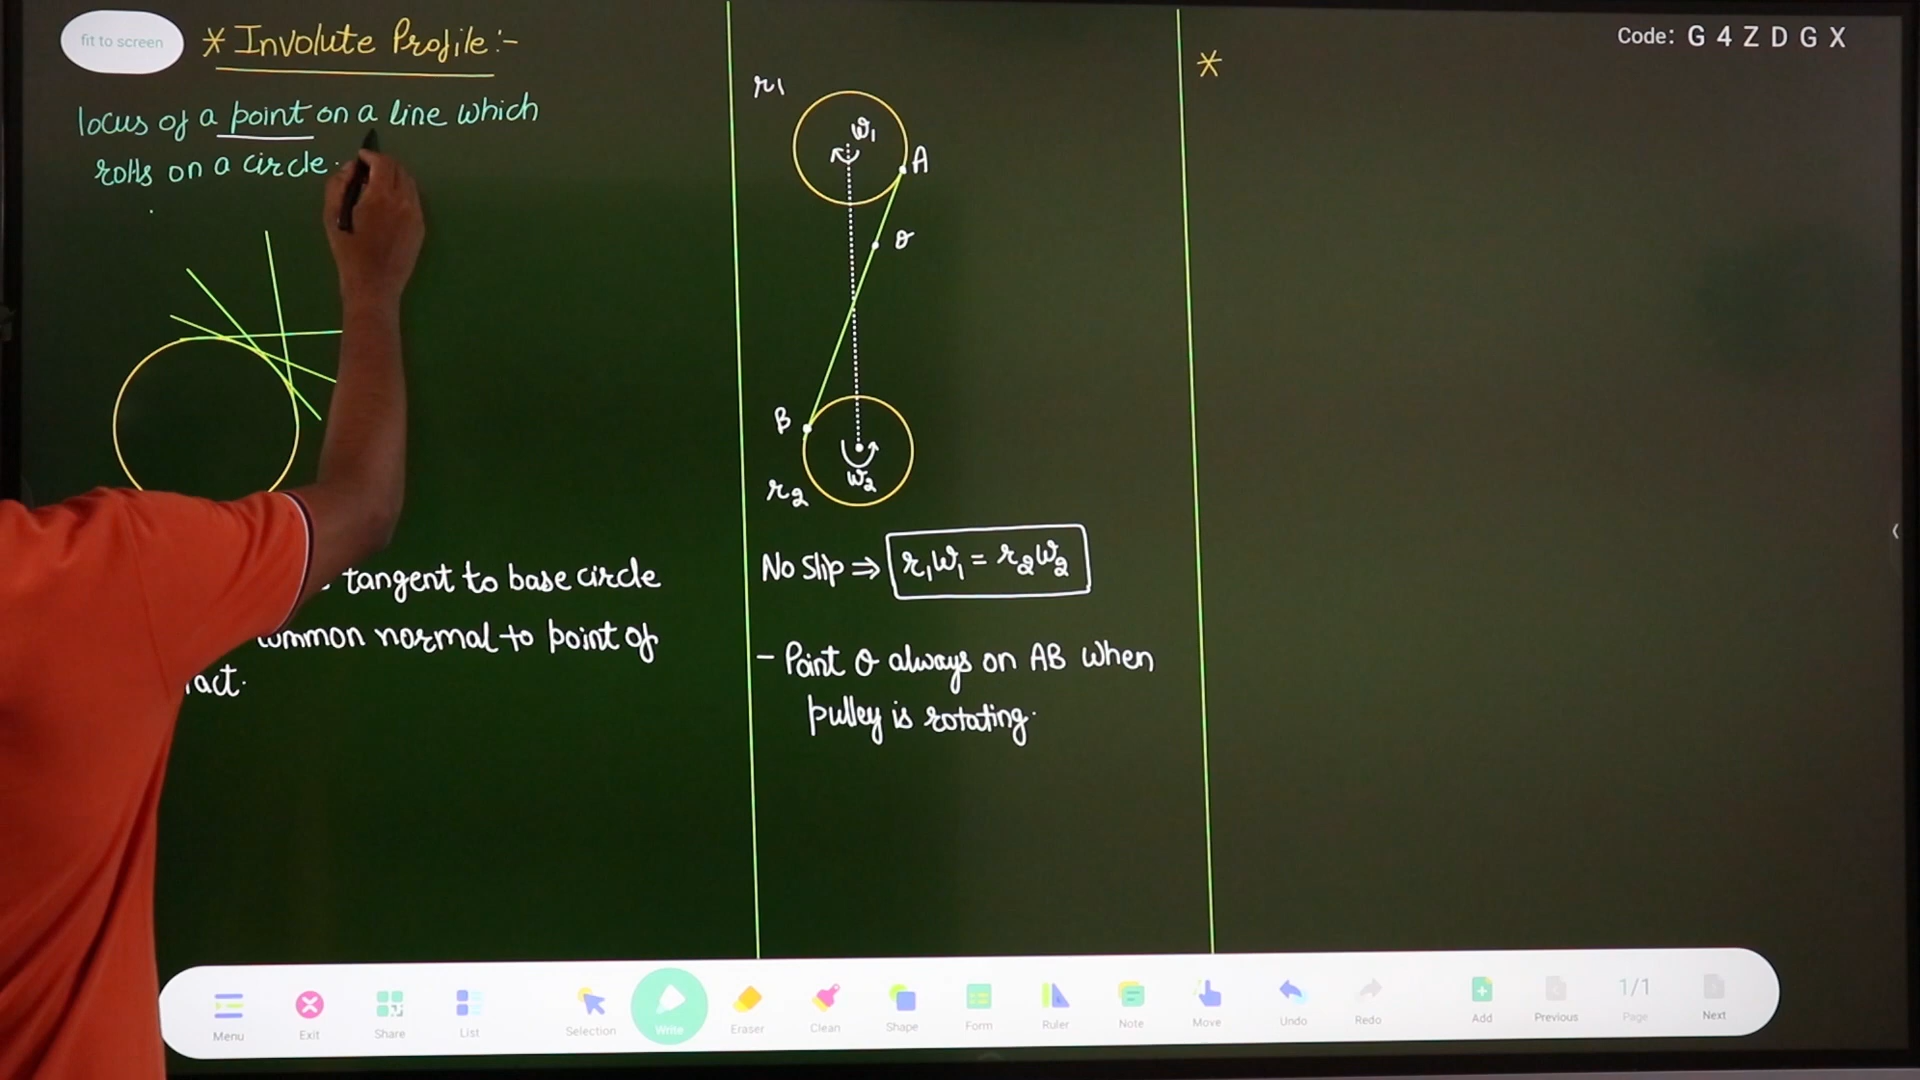 fit to screen
* Involute Profile :-
locus of a point on a line which
rolls on a circle.
tangent to base circle
common normal to point of
act.
r1
ω1
A
O
B
ω2
r2
No slip ⇒ r1ω1 = r2ω2
- Point O always on AB when
pulley is rotating.
*
Code: G 4 Z D G X
Menu
Exit
Share
List
Selection
Write
Eraser
Clean
Shape
Form
Ruler
Note
Move
Undo
Redo
Add
Previous
1/1
Page
Next